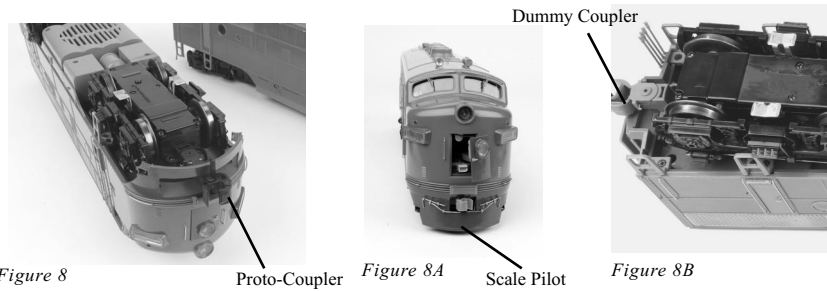 Dummy Coupler
Figure 8
Proto-Coupler
Figure 8A
Scale Pilot
Figure 8B